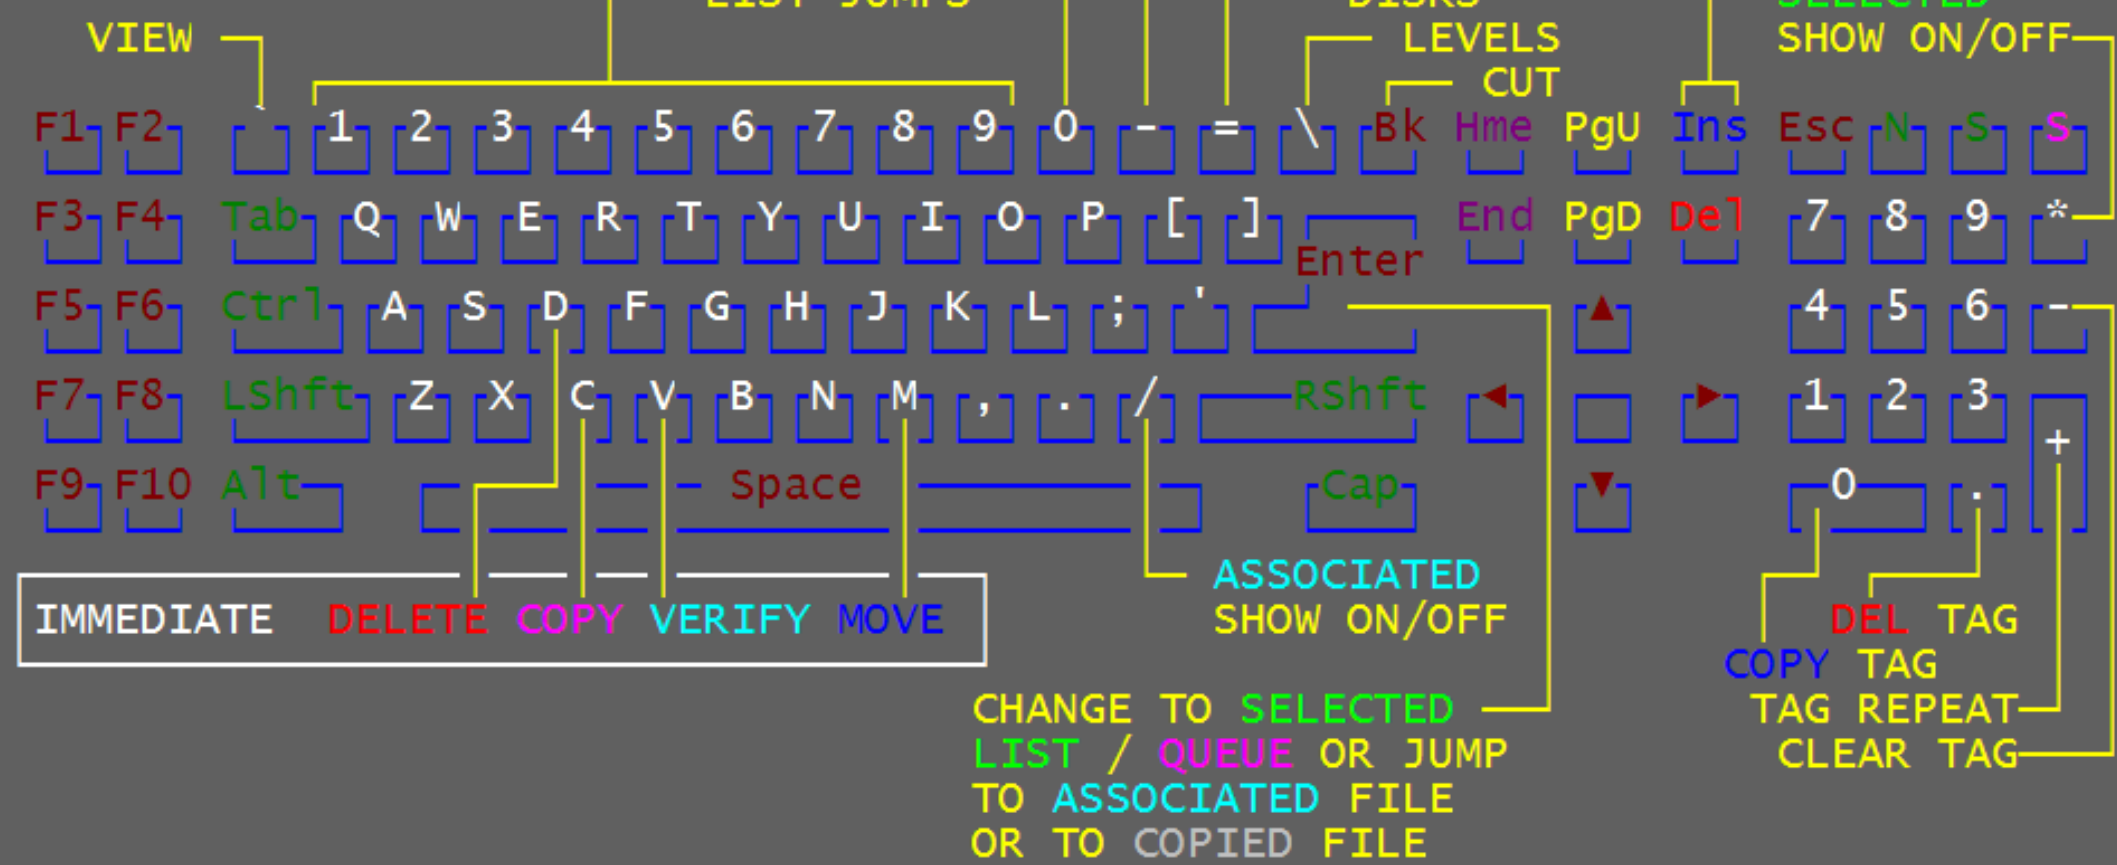 LIST JUMPS DISKS SELECTED
VIEW LEVELS SHOW ON/OFF
CUT
F1 F2 ` 1 2 3 4 5 6 7 8 9 0 - = \ Bk Hme PgU Ins Esc N S S
F3 F4 Tab Q W E R T Y U I O P [ ] End PgD Del 7 8 9 *
Enter
F5 F6 Ctrl A S D F G H J K L ; ' ▲ 4 5 6 -
F7 F8 LShft Z X C V B N M , . / RShft ◄ ► 1 2 3
+
F9 F10 Alt Space Cap ▼ 0 .
ASSOCIATED
IMMEDIATE DELETE COPY VERIFY MOVE SHOW ON/OFF DEL TAG
COPY TAG
CHANGE TO SELECTED TAG REPEAT
LIST / QUEUE OR JUMP CLEAR TAG
TO ASSOCIATED FILE
OR TO COPIED FILE